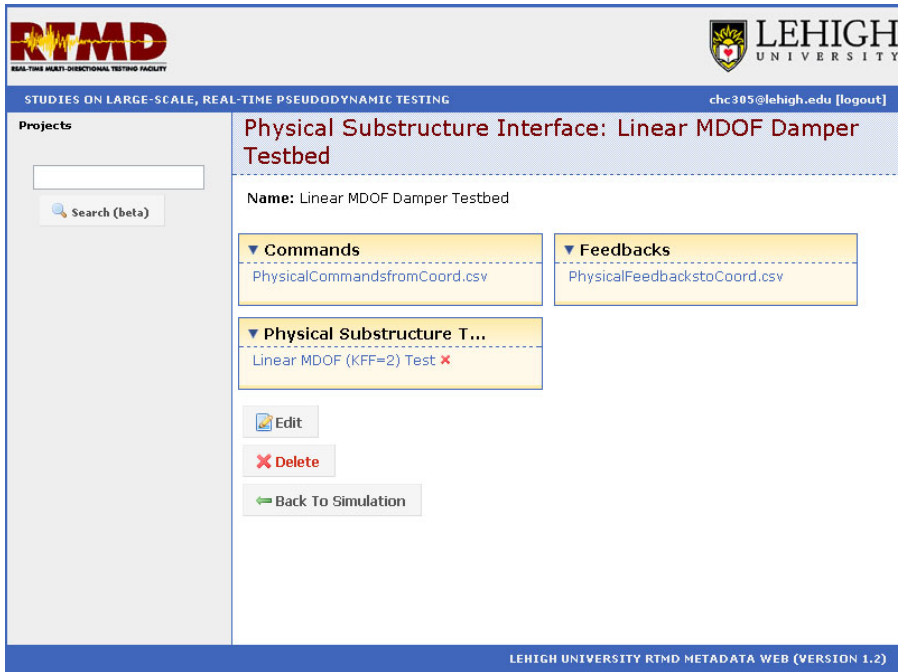 RTMD
REAL-TIME MULTI-DIRECTIONAL TESTING FACILITY
LEHIGH
UNIVERSITY
STUDIES ON LARGE-SCALE, REAL-TIME PSEUDODYNAMIC TESTING
chc305@lehigh.edu [logout]
Projects
Search (beta)
Physical Substructure Interface: Linear MDOF Damper
Testbed
Name: Linear MDOF Damper Testbed
Commands
PhysicalCommandsfromCoord.csv
Feedbacks
PhysicalFeedbackstoCoord.csv
Physical Substructure T...
Linear MDOF (KFF=2) Test
Edit
Delete
Back To Simulation
LEHIGH UNIVERSITY RTMD METADATA WEB (VERSION 1.2)